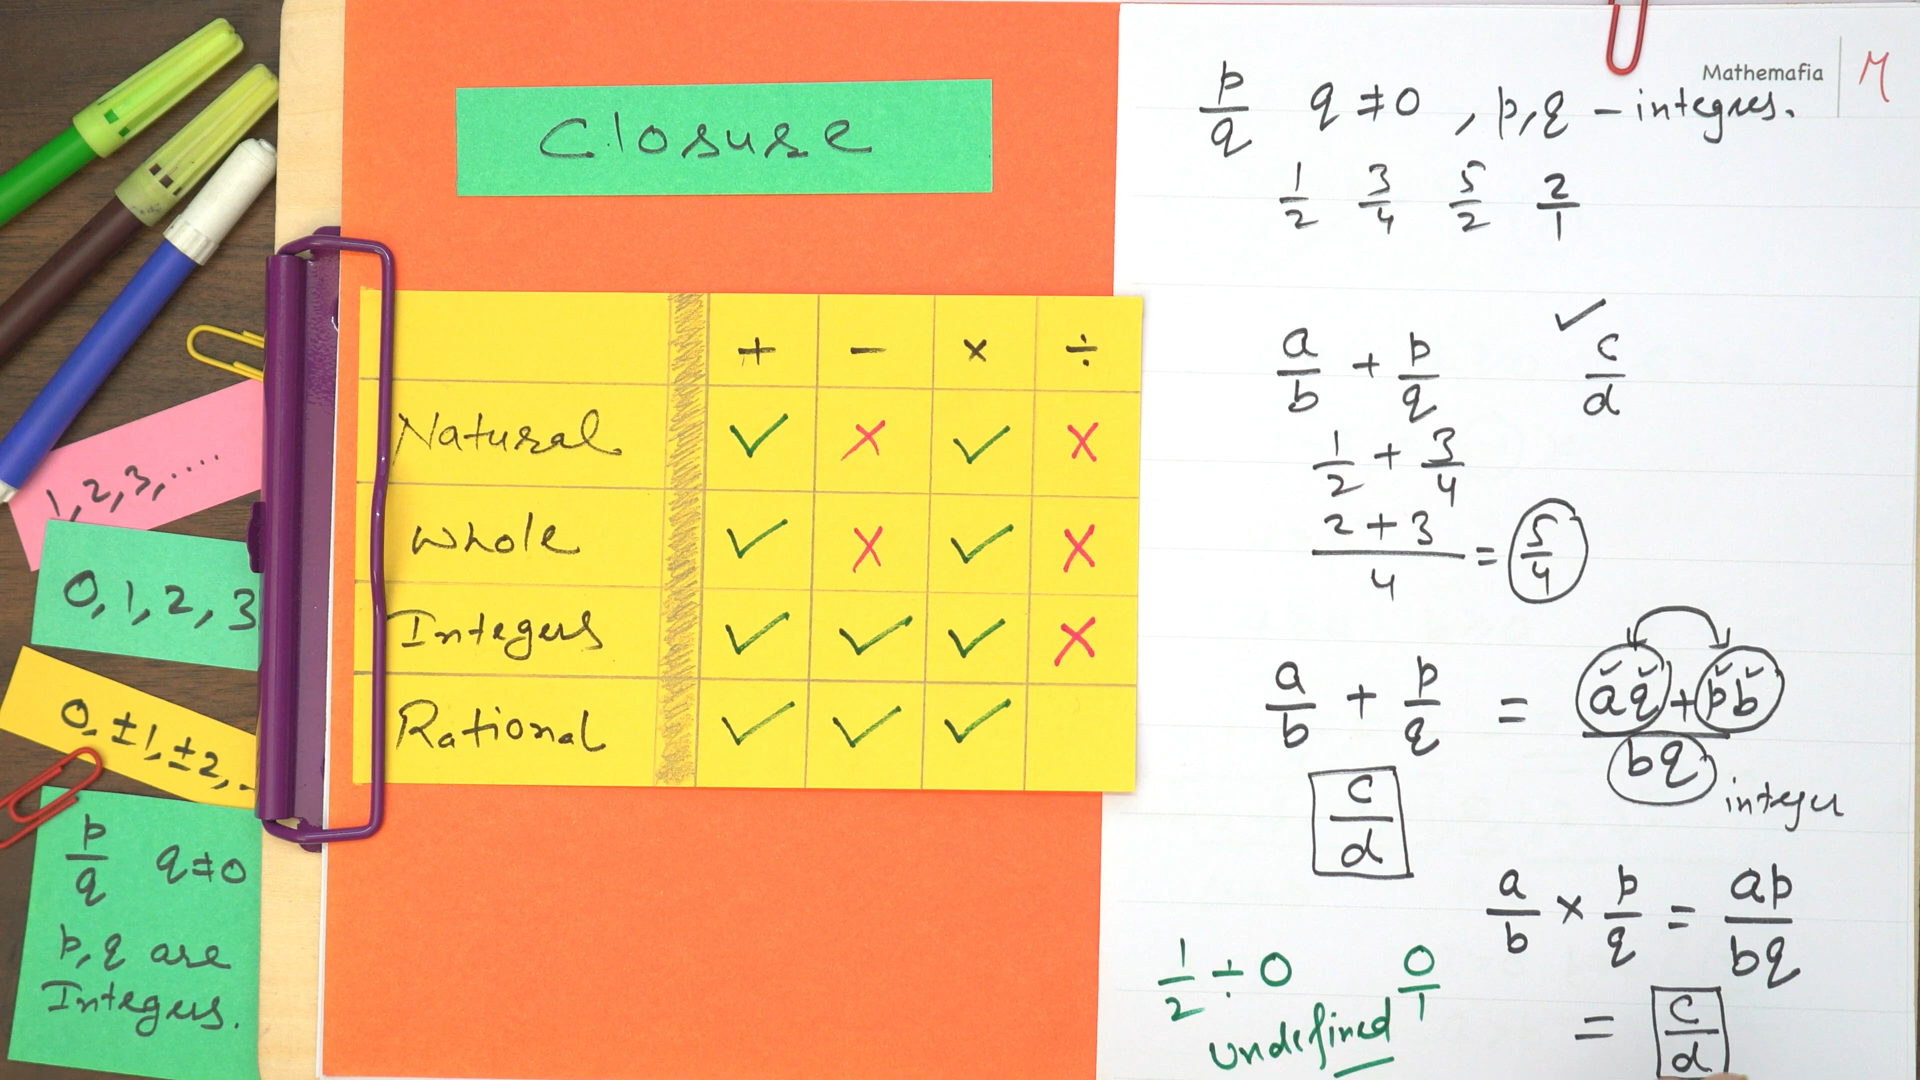 Closure
+ − × ÷
Natural ✓ ✗ ✓ ✗
Whole ✓ ✗ ✓ ✗
Integers ✓ ✓ ✓ ✗
Rational ✓ ✓ ✓
1, 2, 3, ....
0, 1, 2, 3
0, ±1, ±2, .
p/q q≠0
p,q are
Integers.
Mathemafia | M
p/q q≠0, p,q – integres.
1/2 3/4 5/2 2/1
a/b + p/q ✓ c/d
1/2 + 3/4
(2+3)/4 = 5/4
a/b + p/q = (aq+pb)/bq
integer
c/d
a/b × p/q = ap/bq
= c/d
1/2 ÷ 0 0/1
undefined